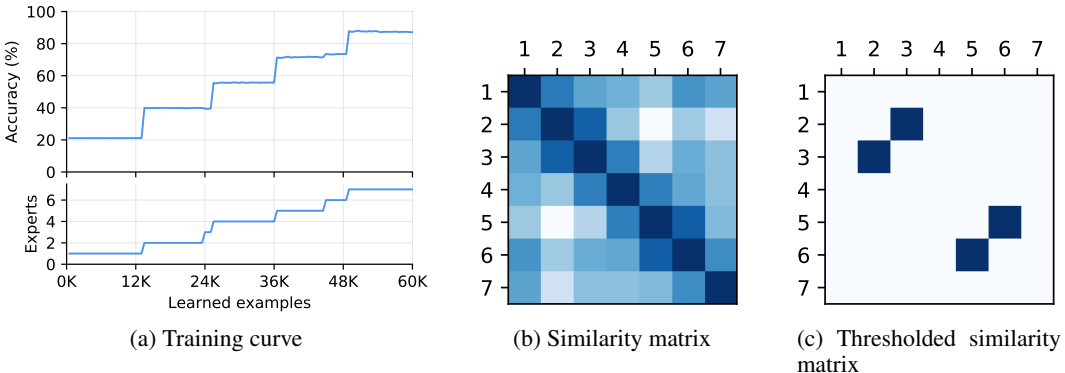 100
80
60
40
20
0
Accuracy (%)
6
4
2
0
Experts
0K 12K 24K 36K 48K 60K
Learned examples
(a) Training curve
1 2 3 4 5 6 7
1
2
3
4
5
6
7
(b) Similarity matrix
1 2 3 4 5 6 7
1
2
3
4
5
6
7
(c) Thresholded similarity
matrix